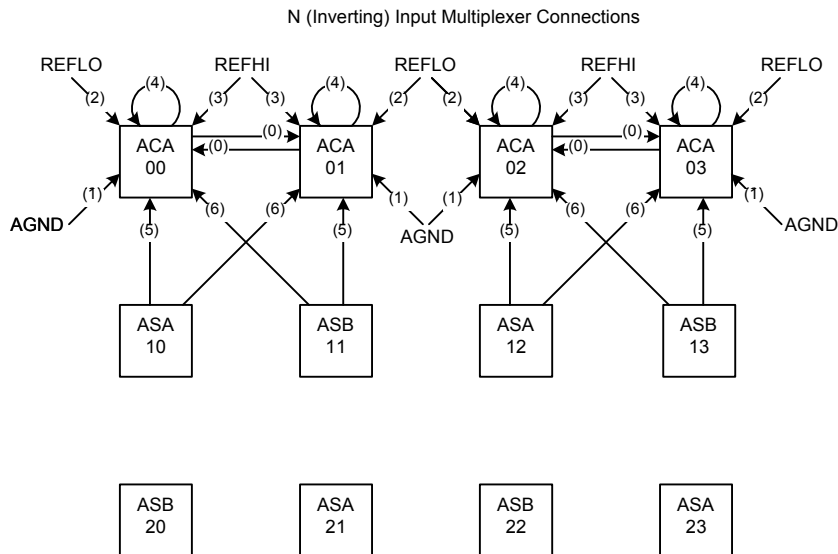 N (Inverting) Input Multiplexer Connections
REFLO REFHI REFLO REFHI REFLO
(4) (4) (4) (4)
(2) (3) (3) (2) (2) (3) (3) (2)
(0) (0)
ACA ACA ACA ACA
(0) (0)
00 01 02 03
(1) (1) (1) (1)
AGND AGND AGND
(6) (6) (6) (6)
(5) (5) (5) (5)
ASA ASB ASA ASB
10 11 12 13
ASB ASA ASB ASA
20 21 22 23